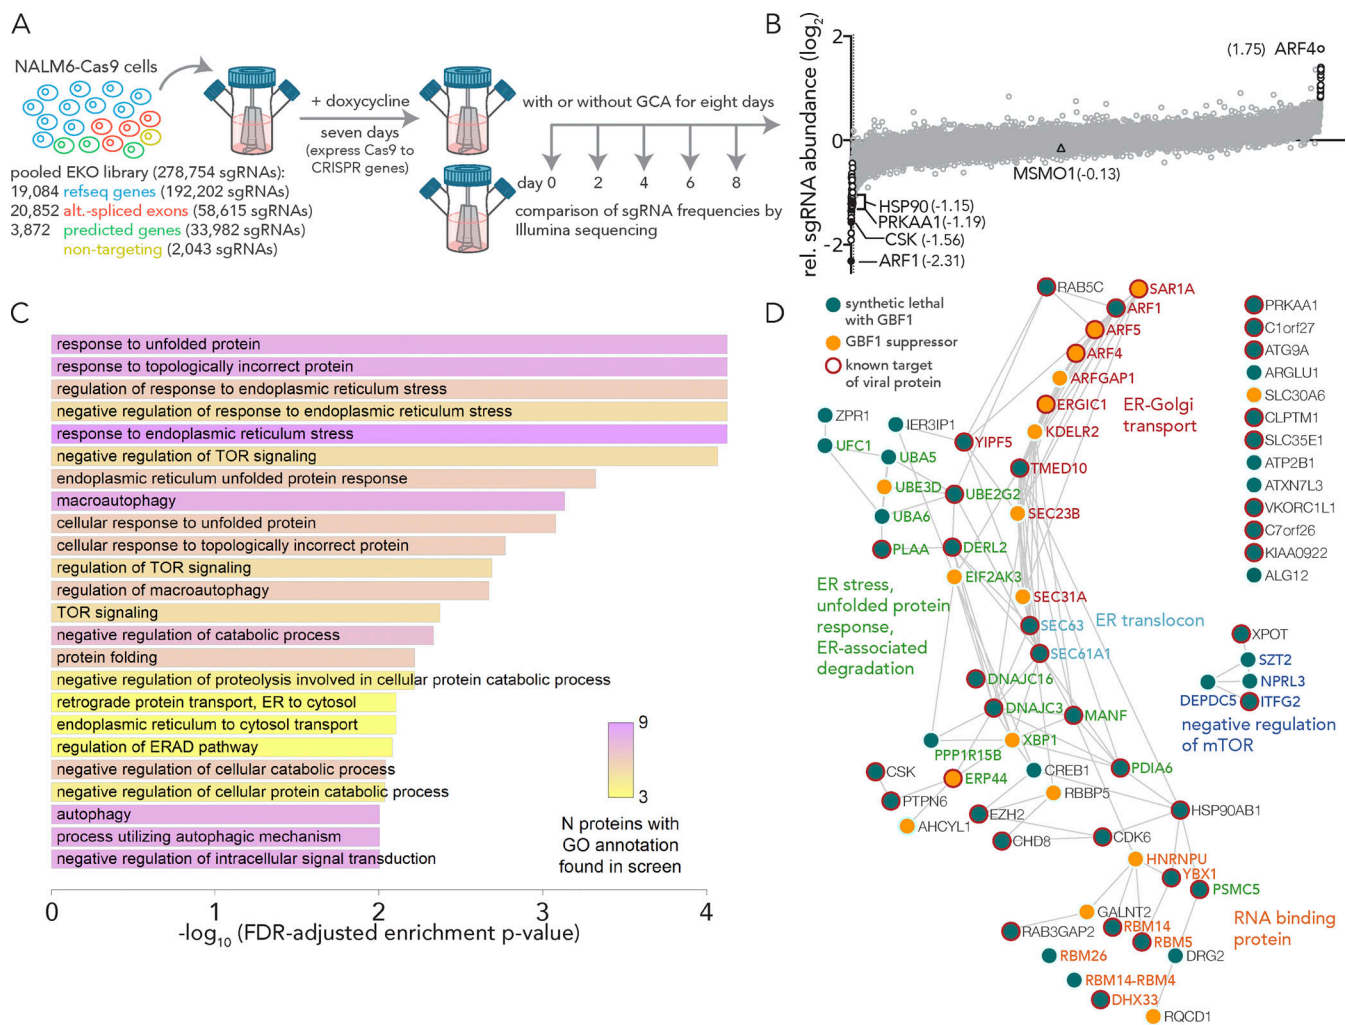 A
NALM6-Cas9 cells
+ doxycycline
seven days
(express Cas9 to
CRISPR genes)
with or without GCA for eight days
day 0 2 4 6 8
comparison of sgRNA frequencies by
Illumina sequencing
pooled EKO library (278,754 sgRNAs):
19,084 refseq genes (192,202 sgRNAs)
20,852 alt.-spliced exons (58,615 sgRNAs)
3,872 predicted genes (33,982 sgRNAs)
non-targeting (2,043 sgRNAs)
B
rel. sgRNA abundance (log2)
2
0
-2
(1.75) ARF4
MSMO1(-0.13)
HSP90 (-1.15)
PRKAA1(-1.19)
CSK (-1.56)
ARF1 (-2.31)
C
response to unfolded protein
response to topologically incorrect protein
regulation of response to endoplasmic reticulum stress
negative regulation of response to endoplasmic reticulum stress
response to endoplasmic reticulum stress
negative regulation of TOR signaling
endoplasmic reticulum unfolded protein response
macroautophagy
cellular response to unfolded protein
cellular response to topologically incorrect protein
regulation of TOR signaling
regulation of macroautophagy
TOR signaling
negative regulation of catabolic process
protein folding
negative regulation of proteolysis involved in cellular protein catabolic process
retrograde protein transport, ER to cytosol
endoplasmic reticulum to cytosol transport
regulation of ERAD pathway
negative regulation of cellular catabolic process
negative regulation of cellular protein catabolic process
autophagy
process utilizing autophagic mechanism
negative regulation of intracellular signal transduction
9
3
N proteins with
GO annotation
found in screen
0 1 2 3 4
-log10 (FDR-adjusted enrichment p-value)
D
synthetic lethal
with GBF1
GBF1 suppressor
known target
of viral protein
RAB5C
SAR1A
ARF1
ARF5
ARF4
ARFGAP1
ERGIC1
KDELR2
ER-Golgi
transport
ZPR1
IER3IP1
UFC1
UBA5
YIPF5
TMED10
UBE3D
UBE2G2
SEC23B
UBA6
PLAA
DERL2
EIF2AK3
SEC31A
ER stress,
unfolded protein
response,
ER-associated
degradation
SEC63
ER translocon
SEC61A1
DNAJC16
DNAJC3
MANF
XBP1
PPP1R15B
CSK
ERP44
CREB1
PDIA6
PTPN6
RBBP5
AHCYL1
EZH2
HSP90AB1
CHD8
CDK6
HNRNPU
YBX1
PSMC5
GALNT2
RAB3GAP2
RBM14
RBM5
RNA binding
protein
RBM26
DRG2
RBM14-RBM4
DHX33
RQCD1
PRKAA1
C1orf27
ATG9A
ARGLU1
SLC30A6
CLPTM1
SLC35E1
ATP2B1
ATXN7L3
VKORC1L1
C7orf26
KIAA0922
ALG12
XPOT
SZT2
NPRL3
DEPDC5
ITFG2
negative regulation
of mTOR